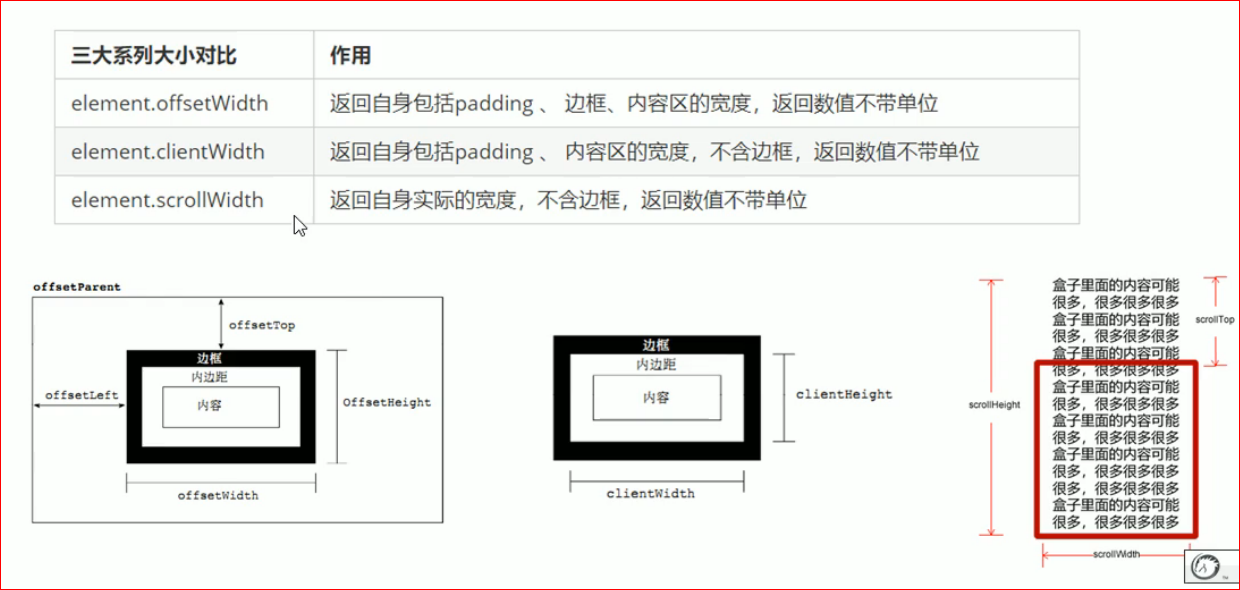 三大系列大小对比 作用
element.offsetWidth 返回自身包括padding 、 边框、内容区的宽度，返回数值不带单位
element.clientWidth 返回自身包括padding 、 内容区的宽度，不含边框，返回数值不带单位
element.scrollWidth 返回自身实际的宽度，不含边框，返回数值不带单位
offsetParent
offsetTop
边框
内边距
内容
offsetLeft
OffsetHeight
offsetWidth
边框
内边距
内容
clientHeight
clientWidth
盒子里面的内容可能
很多，很多很多很多
盒子里面的内容可能
很多，很多很多很多
盒子里面的内容可能
很多，很多很多很多
盒子里面的内容可能
很多，很多很多很多
盒子里面的内容可能
很多，很多很多很多
盒子里面的内容可能
很多，很多很多很多
很多，很多很多很多
盒子里面的内容可能
很多，很多很多很多
scrollTop
scrollHeight
scrollWidth